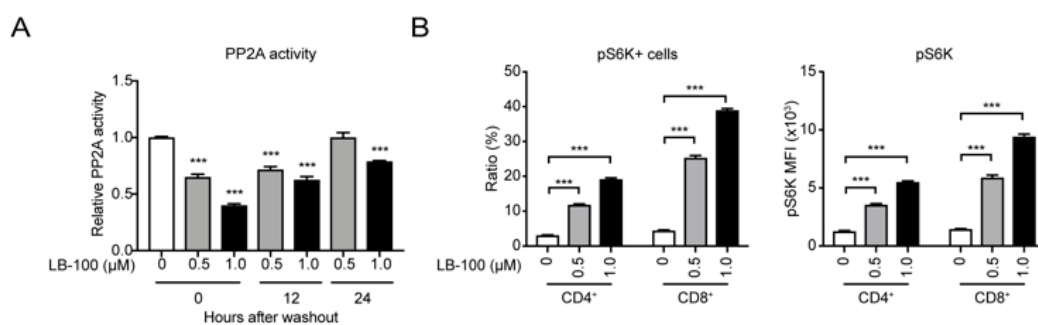 A
PP2A activity
Relative PP2A activity
1.5
1.0
0.5
0.0
*** *** *** *** ***
LB-100 (μM) 0 0.5 1.0 0.5 1.0 0.5 1.0
0 12 24
Hours after washout
B
pS6K+ cells
Ratio (%)
50
40
30
20
10
0
*** *** *** ***
LB-100 (μM) 0 0.5 1.0 0 0.5 1.0
CD4⁺ CD8⁺
pS6K
pS6K MFI (x10³)
15
10
5
0
*** *** *** ***
0 0.5 1.0 0 0.5 1.0
CD4⁺ CD8⁺